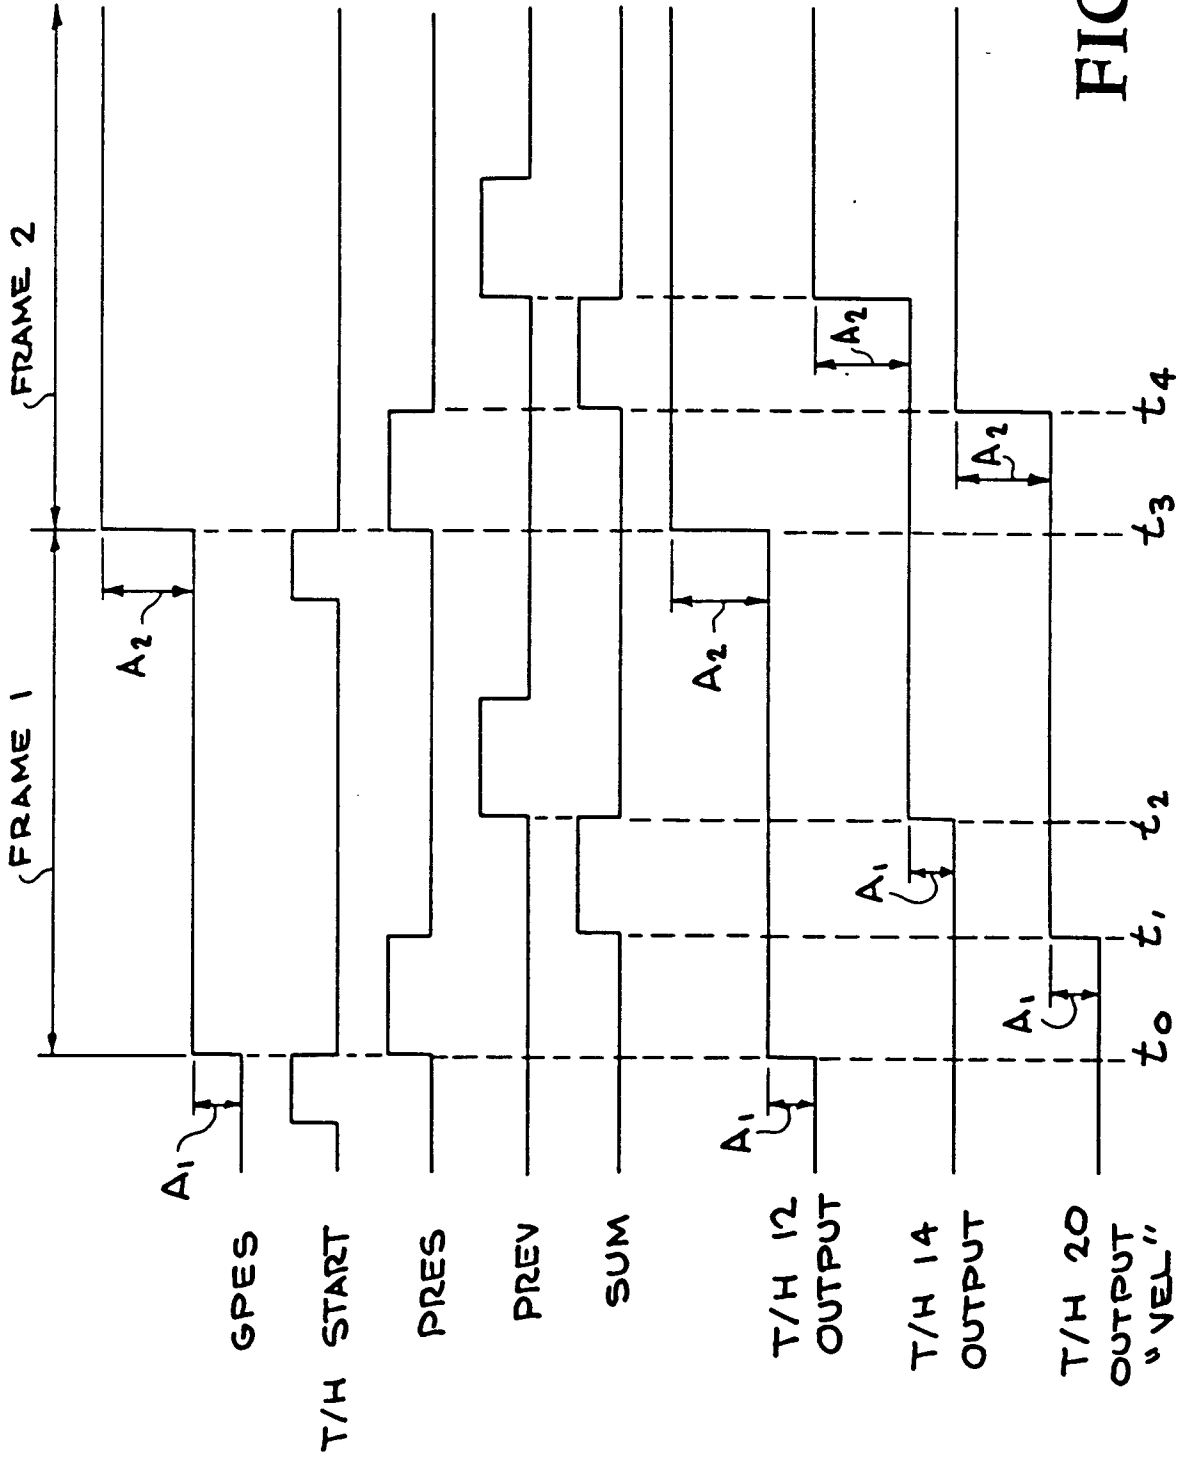 FRAME 1
FRAME 2
A1
A2
GPES
T/H START
PRES
PREV
SUM
A1
A2
T/H 12
OUTPUT
A1
A2
T/H 14
OUTPUT
A1
A2
T/H 20
OUTPUT
"VEL"
t0
t1
t2
t3
t4